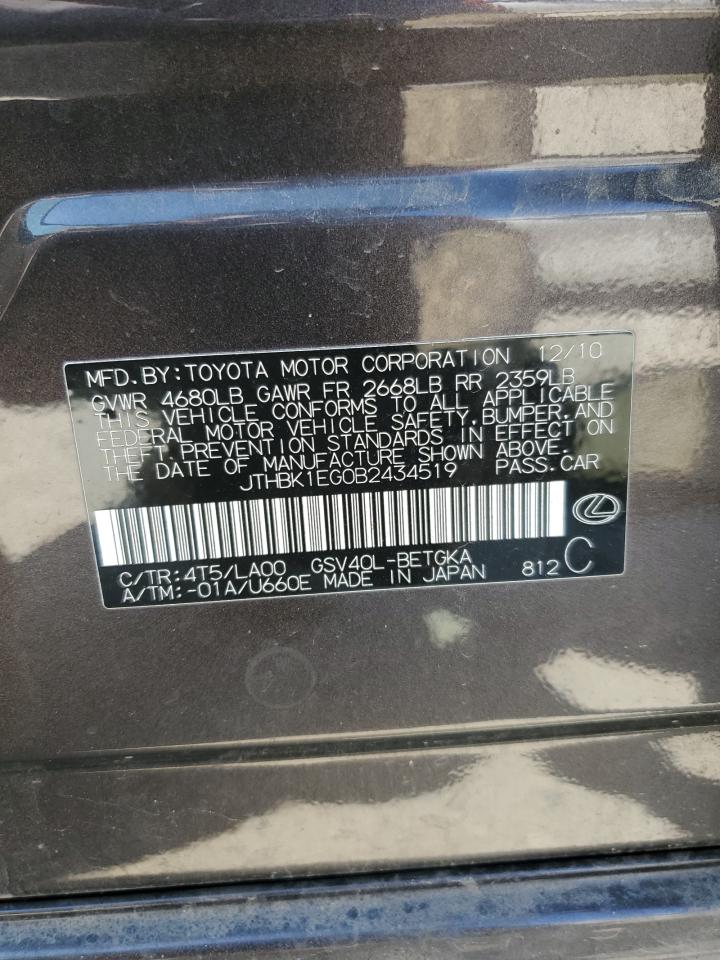 MFD.BY:TOYOTA MOTOR CORPORATION 12/10
GVWR 4680LB GAWR FR 2668LB RR 2359LB
THIS VEHICLE CONFORMS TO ALL APPLICABLE
FEDERAL MOTOR VEHICLE SAFETY,BUMPER,AND
THEFT PREVENTION STANDARDS IN EFFECT ON
THE DATE OF MANUFACTURE SHOWN ABOVE.
JTHBK1EG0B2434519 PASS.CAR
C/TR:4T5/LA00 GSV40L-BETGKA
A/TM:-01A/U660E MADE IN JAPAN 812 C